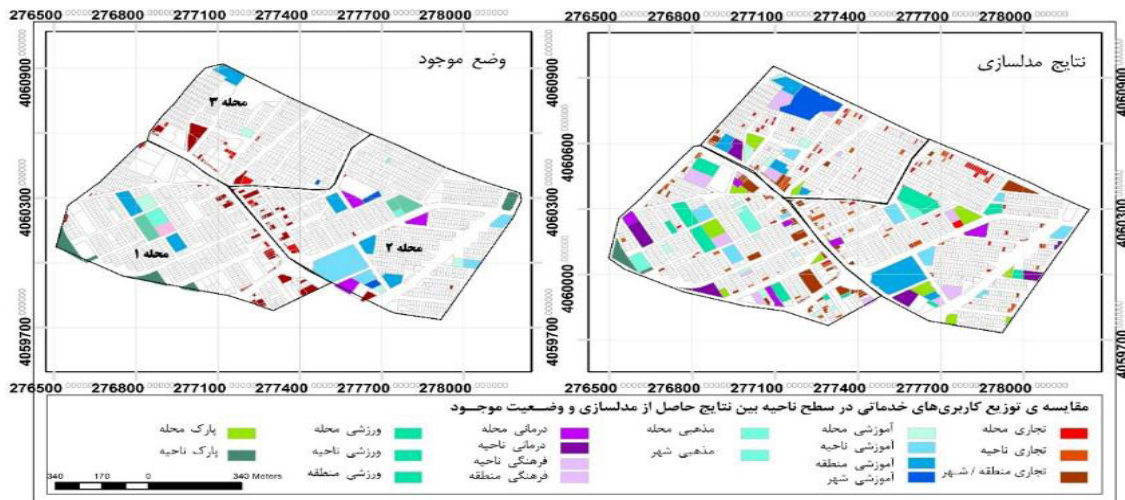 276500 276800 277100 277400 277700 278000
276500 276800 277100 277400 277700 278000
وضع موجود
نتایج مدلسازی
4060900
4060300
4059700
محله ۳
محله ۱
محله ۲
4060900
4060600
4060300
4060000
4059700
276500 276800 277100 277400 277700 278000
276500 276800 277100 277400 277700 278000
مقایسه ی توزیع کاربری‌های خدماتی در سطح ناحیه بین نتایج حاصل از مدلسازی و وضعیت موجود
تجاری محله
تجاری ناحیه
تجاری منطقه / شهر
آموزشی محله
آموزشی ناحیه
آموزشی منطقه
آموزشی شهر
مذهبی محله
مذهبی شهر
درمانی محله
درمانی ناحیه
فرهنگی ناحیه
فرهنگی منطقه
ورزشی محله
ورزشی ناحیه
ورزشی منطقه
پارک محله
پارک ناحیه
340 170 0 340 Meters